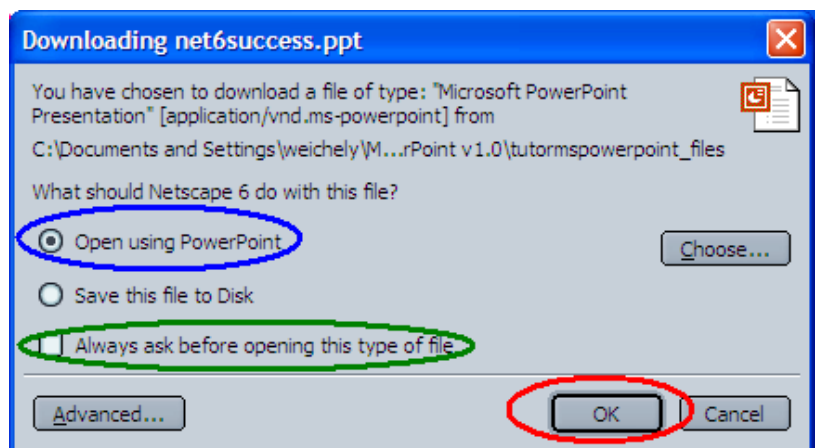 Downloading net6success.ppt
You have chosen to download a file of type: "Microsoft PowerPoint
Presentation" [application/vnd.ms-powerpoint] from
C:\Documents and Settings\weichely\M...rPoint v1.0\tutormspowerpoint_files
What should Netscape 6 do with this file?
Open using PowerPoint
Choose...
Save this file to Disk
Always ask before opening this type of file
Advanced...
OK
Cancel